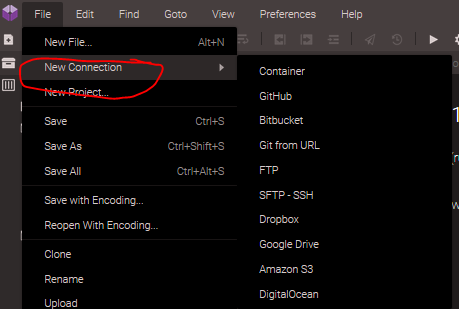 File Edit Find Goto View Preferences Help
New File... Alt+N
New Connection
New Project...
Save Ctrl+S
Save As Ctrl+Shift+S
Save All Ctrl+Alt+S
Save with Encoding...
Reopen With Encoding...
Clone
Rename
Upload
Container
GitHub
Bitbucket
Git from URL
FTP
SFTP - SSH
Dropbox
Google Drive
Amazon S3
DigitalOcean